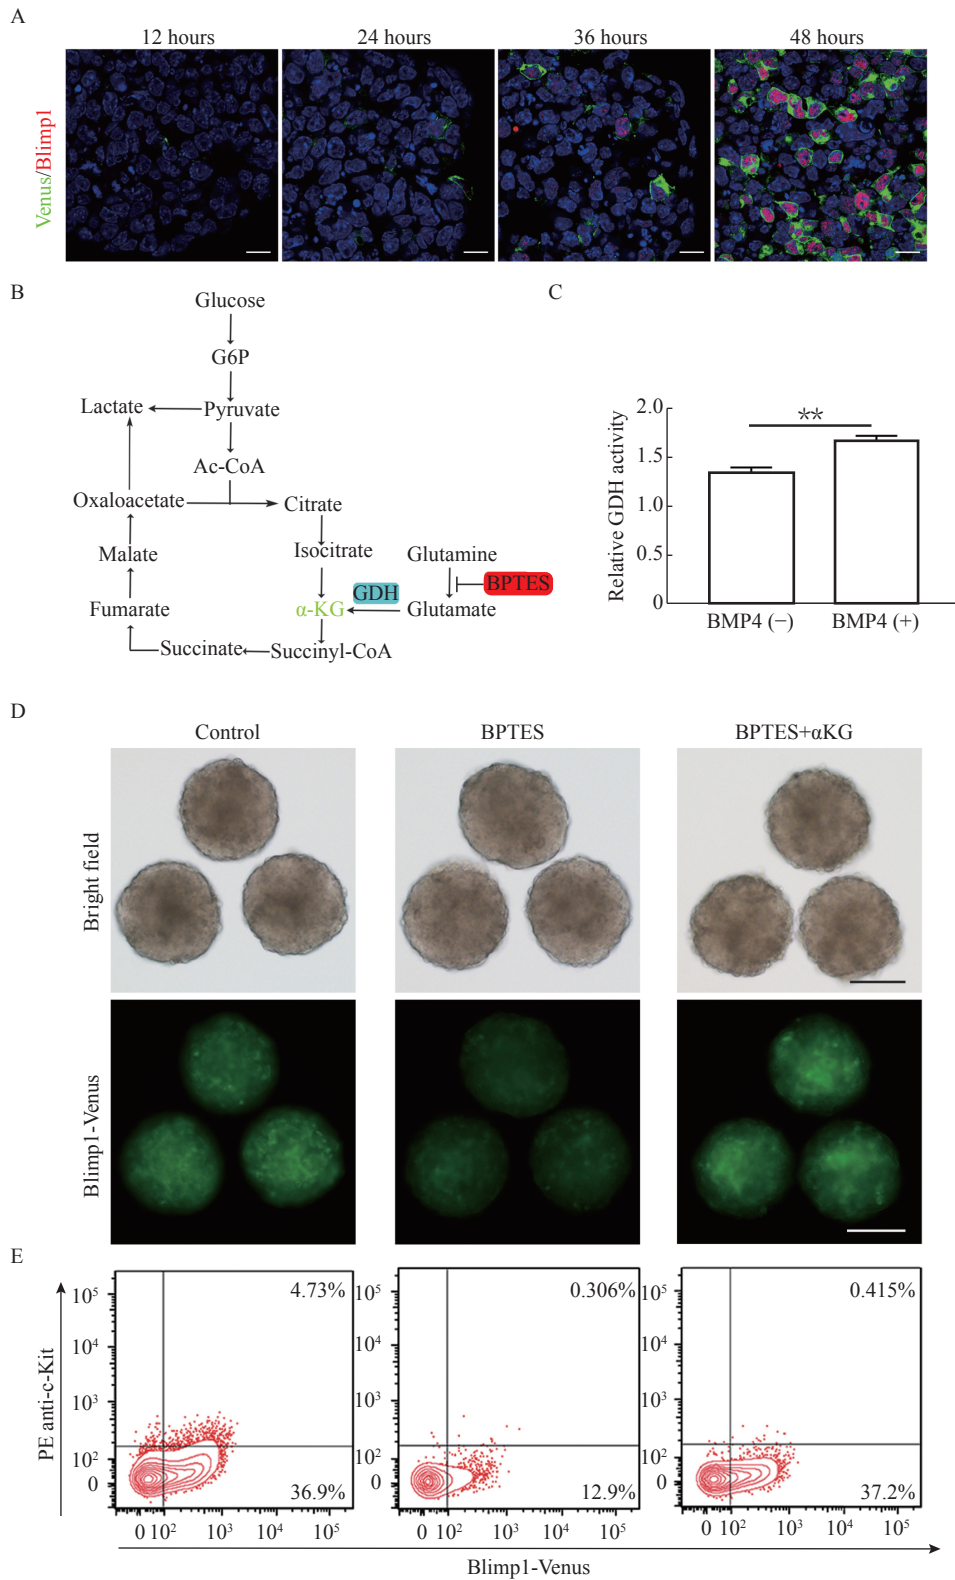 A
12 hours
24 hours
36 hours
48 hours
Venus/Blimp1
B
Glucose
G6P
Lactate
Pyruvate
Ac-CoA
Oxaloacetate
Citrate
Malate
Isocitrate
Glutamine
GDH
BPTES
Fumarate
α-KG
Glutamate
Succinate
Succinyl-CoA
C
Relative GDH activity
2.0
1.5
1.0
0.5
0
**
BMP4 (−)
BMP4 (+)
D
Control
BPTES
BPTES+αKG
Bright field
Blimp1-Venus
E
PE anti-c-Kit
10⁵
10⁴
10³
10²
0
4.73%
36.9%
0 10² 10³ 10⁴ 10⁵
10⁵
10⁴
10³
10²
0
0.306%
12.9%
0 10² 10³ 10⁴ 10⁵
10⁵
10⁴
10³
10²
0
0.415%
37.2%
0 10² 10³ 10⁴ 10⁵
Blimp1-Venus